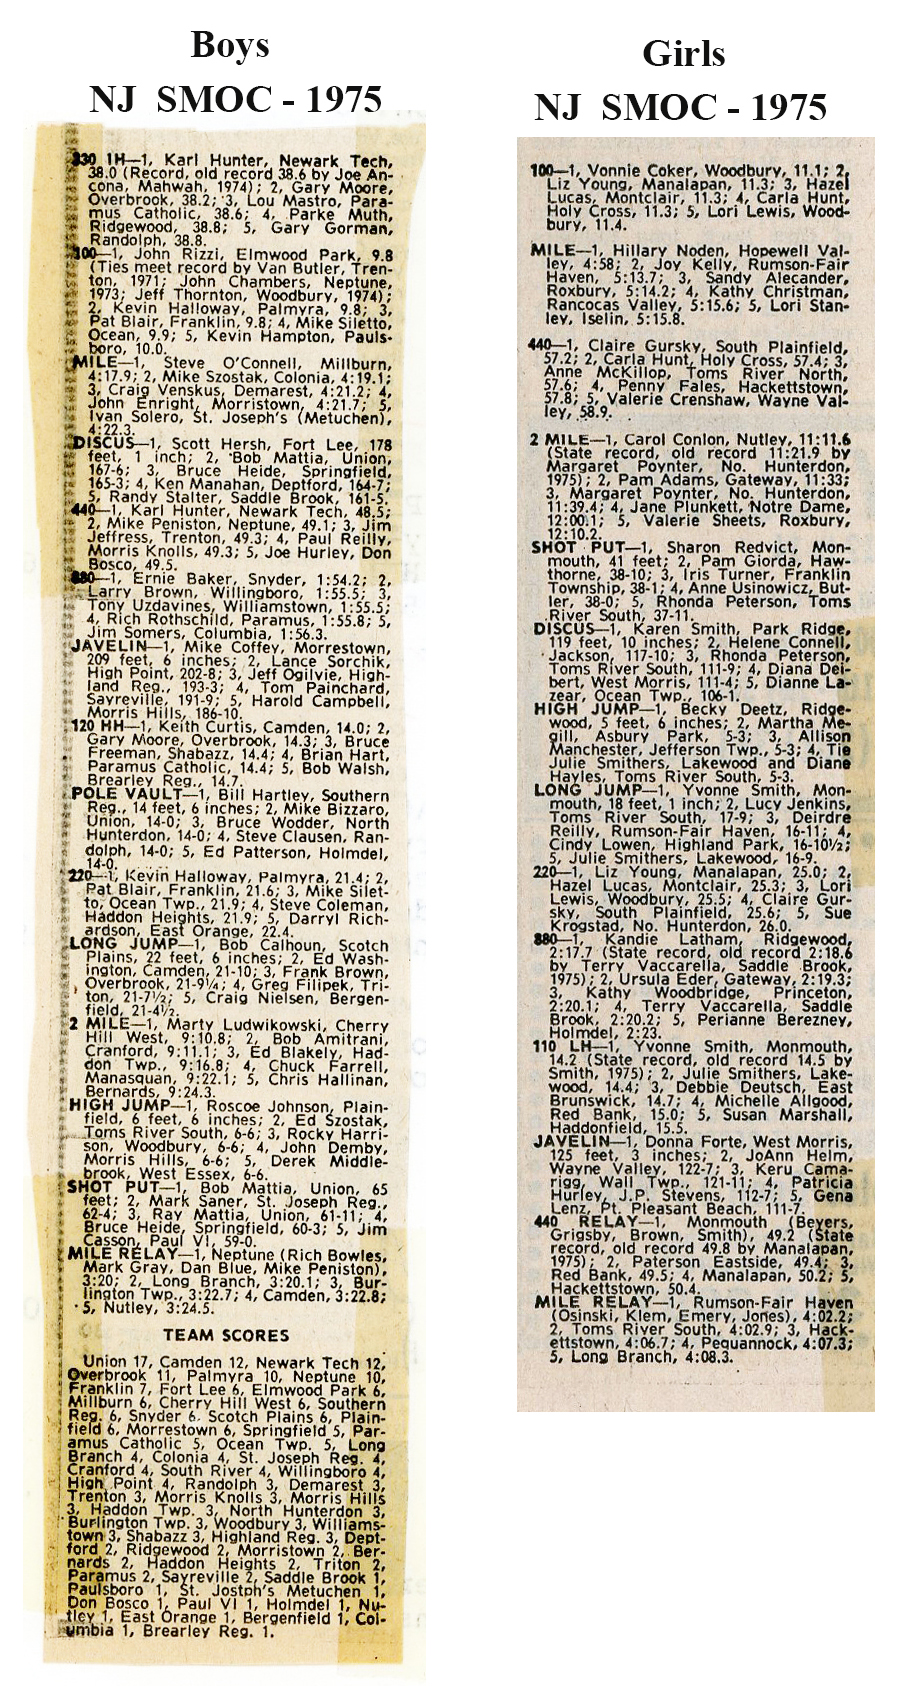 Boys
NJ SMOC - 1975
330 IH—1, Karl Hunter, Newark Tech,
38.0 (Record, old record 38.6 by Joe An-
cona, Mahwah, 1974); 2, Gary Moore,
Overbrook, 38.2; 3, Lou Mastro, Para-
mus Catholic, 38.6; 4, Parke Muth,
Ridgewood, 38.8; 5, Gary Gorman,
Randolph, 38.8.
100—1, John Rizzi, Elmwood Park, 9.8
(Ties meet record by Van Butler, Tren-
ton, 1971; John Chambers, Neptune,
1973; Jeff Thornton, Woodbury, 1974);
2, Kevin Halloway, Palmyra, 9.8; 3,
Pat Blair, Franklin, 9.8; 4, Mike Siletto,
Ocean, 9.9; 5, Kevin Hampton, Pauls-
boro, 10.0.
MILE—1, Steve O'Connell, Millburn,
4:17.9; 2, Mike Szostak, Colonia, 4:19.1;
3, Craig Venskus, Demarest, 4:21.2; 4,
John Enright, Morristown, 4:21.7; 5,
Ivan Solero, St. Joseph's (Metuchen),
4:22.3.
DISCUS—1, Scott Hersh, Fort Lee, 178
feet, 1 inch; 2, Bob Mattia, Union,
167-6; 3, Bruce Heide, Springfield,
165-3; 4, Ken Manahan, Deptford, 164-7;
5, Randy Stalter, Saddle Brook, 161-5.
440—1, Karl Hunter, Newark Tech, 48.5;
2, Mike Peniston, Neptune, 49.1; 3, Jim
Jeffress, Trenton, 49.3; 4, Paul Reilly,
Morris Knolls, 49.3; 5, Joe Hurley, Don
Bosco, 49.5.
880—1, Ernie Baker, Snyder, 1:54.2; 2,
Larry Brown, Willingboro, 1:55.5; 3,
Tony Uzdavines, Williamstown, 1:55.5;
4, Rich Rothschild, Paramus, 1:55.8; 5,
Jim Somers, Columbia, 1:56.3.
JAVELIN—1, Mike Coffey, Morrestown,
209 feet, 6 inches; 2, Lance Sorchik,
High Point, 202-8; 3, Jeff Ogilvie, High-
land Reg., 193-3; 4, Tom Painchard,
Sayreville, 191-9; 5, Harold Campbell,
Morris Hills, 186-10.
120 HH—1, Keith Curtis, Camden, 14.0; 2,
Gary Moore, Overbrook, 14.3; 3, Bruce
Freeman, Shabazz, 14.4; 4, Brian Hart,
Paramus Catholic, 14.4; 5, Bob Walsh,
Brearley Reg., 14.7.
POLE VAULT—1, Bill Hartley, Southern
Reg., 14 feet, 6 inches; 2, Mike Bizzaro,
Union, 14-0; 3, Bruce Wodder, North
Hunterdon, 14-0; 4, Steve Clausen, Ran-
dolph, 14-0; 5, Ed Patterson, Holmdel,
14-0.
220—1, Kevin Halloway, Palmyra, 21.4; 2,
Pat Blair, Franklin, 21.6; 3, Mike Silet-
to, Ocean Twp., 21.9; 4, Steve Coleman,
Haddon Heights, 21.9; 5, Darryl Rich-
ardson, East Orange, 22.4.
LONG JUMP—1, Bob Calhoun, Scotch
Plains, 22 feet, 6 inches; 2, Ed Wash-
ington, Camden, 21-10; 3, Frank Brown,
Overbrook, 21-9¼; 4, Greg Filipek, Tri-
ton, 21-7½; 5, Craig Nielsen, Bergen-
field, 21-4½.
2 MILE—1, Marty Ludwikowski, Cherry
Hill West, 9:10.8; 2, Bob Amitrani,
Cranford, 9:11.1; 3, Ed Blakely, Had-
don Twp., 9:16.8; 4, Chuck Farrell,
Manasquan, 9:22.1; 5, Chris Hallinan,
Bernards, 9:24.3.
HIGH JUMP—1, Roscoe Johnson, Plain-
field, 6 feet, 6 inches; 2, Ed Szostak,
Toms River South, 6-6; 3, Rocky Harri-
son, Woodbury, 6-6; 4, John Demby,
Morris Hills, 6-6; 5, Derek Middle-
brook, West Essex, 6-6.
SHOT PUT—1, Bob Mattia, Union, 65
feet; 2, Mark Saner, St. Joseph Reg.,
62-4; 3, Ray Mattia, Union, 61-11; 4,
Bruce Heide, Springfield, 60-3; 5, Jim
Casson, Paul VI, 59-0.
MILE RELAY—1, Neptune (Rich Bowles,
Mark Gray, Dan Blue, Mike Peniston),
3:20; 2, Long Branch, 3:20.1; 3, Bur-
lington Twp., 3:22.7; 4, Camden, 3:22.8;
5, Nutley, 3:24.5.
TEAM SCORES
Union 17, Camden 12, Newark Tech 12,
Overbrook 11, Palmyra 10, Neptune 10,
Franklin 7, Fort Lee 6, Elmwood Park 6,
Millburn 6, Cherry Hill West 6, Southern
Reg. 6, Snyder 6, Scotch Plains 6, Plain-
field 6, Morrestown 6, Springfield 5, Par-
amus Catholic 5, Ocean Twp. 5, Long
Branch 4, Colonia 4, St. Joseph Reg. 4,
Cranford 4, South River 4, Willingboro 4,
High Point 4, Randolph 3, Demarest 3,
Trenton 3, Morris Knolls 3, Morris Hills
3, Haddon Twp. 3, North Hunterdon 3,
Burlington Twp. 3, Woodbury 3, Williams-
town 3, Shabazz 3, Highland Reg. 3, Dept-
ford 2, Ridgewood 2, Morristown 2, Ber-
nards 2, Haddon Heights 2, Triton 2,
Paramus 2, Sayreville 2, Saddle Brook 1,
Paulsboro 1, St. Jostph's Metuchen 1,
Don Bosco 1, Paul VI 1, Holmdel 1, Nu-
tley 1, East Orange 1, Bergenfield 1, Col-
umbia 1, Brearley Reg. 1.
Girls
NJ SMOC - 1975
100—1, Vonnie Coker, Woodbury, 11.1; 2,
Liz Young, Manalapan, 11.3; 3, Hazel
Lucas, Montclair, 11.3; 4, Carla Hunt,
Holy Cross, 11.3; 5, Lori Lewis, Wood-
bury, 11.4.
MILE—1, Hillary Noden, Hopewell Val-
ley, 4:58; 2, Joy Kelly, Rumson-Fair
Haven, 5:13.7; 3, Sandy Alecander,
Roxbury, 5:14.2; 4, Kathy Christman,
Rancocas Valley, 5:15.6; 5, Lori Stan-
ley, Iselin, 5:15.8.
440—1, Claire Gursky, South Plainfield,
57.2; 2, Carla Hunt, Holy Cross, 57.4; 3,
Anne McKillop, Toms River North,
57.6; 4, Penny Fales, Hackettstown,
57.8; 5, Valerie Crenshaw, Wayne Val-
ley, 58.9.
2 MILE—1, Carol Conlon, Nutley, 11:11.6
(State record, old record 11:21.9 by
Margaret Poynter, No. Hunterdon,
1975); 2, Pam Adams, Gateway, 11:33;
3, Margaret Poynter, No. Hunterdon,
11:39.4; 4, Jane Plunkett, Notre Dame,
12:00.1; 5, Valerie Sheets, Roxbury,
12:10.2.
SHOT PUT—1, Sharon Redvict, Mon-
mouth, 41 feet; 2, Pam Giorda, Haw-
thorne, 38-10; 3, Iris Turner, Franklin
Township, 38-1; 4, Anne Usinowicz, But-
ler, 38-0; 5, Rhonda Peterson, Toms
River South, 37-11.
DISCUS—1, Karen Smith, Park Ridge,
119 feet, 10 inches; 2, Helene Connell,
Jackson, 117-10; 3, Rhonda Peterson,
Toms River South, 111-9; 4, Diana Dei-
bert, West Morris, 111-4; 5, Dianne La-
zear, Ocean Twp., 106-1.
HIGH JUMP—1, Becky Deetz, Ridge-
wood, 5 feet, 6 inches; 2, Martha Me-
gill, Asbury Park, 5-3; 3, Allison
Manchester, Jefferson Twp., 5-3; 4, Tie
Julie Smithers, Lakewood and Diane
Hayles, Toms River South, 5-3.
LONG JUMP—1, Yvonne Smith, Mon-
mouth, 18 feet, 1 inch; 2, Lucy Jenkins,
Toms River South, 17-9; 3, Deirdre
Reilly, Rumson-Fair Haven, 16-11; 4,
Cindy Lowen, Highland Park, 16-10½;
5, Julie Smithers, Lakewood, 16-9.
220—1, Liz Young, Manalapan, 25.0; 2,
Hazel Lucas, Montclair, 25.3; 3, Lori
Lewis, Woodbury, 25.5; 4, Claire Gur-
sky, South Plainfield, 25.6; 5, Sue
Krogstad, No. Hunterdon, 26.0.
880—1, Kandie Latham, Ridgewood,
2:17.7 (State record, old record 2:18.6
by Terry Vaccarella, Saddle Brook,
1975); 2, Ursula Eder, Gateway, 2:19.3;
3, Kathy Woodbridge, Princeton,
2:20.1; 4, Terry Vaccarella, Saddle
Brook, 2:20.2; 5, Perianne Berezney,
Holmdel, 2:23.
110 LH—1, Yvonne Smith, Monmouth,
14.2 (State record, old record 14.5 by
Smith, 1975); 2, Julie Smithers, Lake-
wood, 14.4; 3, Debbie Deutsch, East
Brunswick, 14.7; 4, Michelle Allgood,
Red Bank, 15.0; 5, Susan Marshall,
Haddonfield, 15.5.
JAVELIN—1, Donna Forte, West Morris,
125 feet, 3 inches; 2, JoAnn Helm,
Wayne Valley, 122-7; 3, Keru Cama-
rigg, Wall Twp., 121-11; 4, Patricia
Hurley, J.P. Stevens, 112-7; 5, Gena
Lenz, Pt. Pleasant Beach, 111-7.
440 RELAY—1, Monmouth (Beyers,
Grigsby, Brown, Smith), 49.2 (State
record, old record 49.8 by Manalapan,
1975); 2, Paterson Eastside, 49.4; 3,
Red Bank, 49.5; 4, Manalapan, 50.2; 5,
Hackettstown, 50.4.
MILE RELAY—1, Rumson-Fair Haven
(Osinski, Klem, Emery, Jones), 4:02.2;
2, Toms River South, 4:02.9; 3, Hack-
ettstown, 4:06.7; 4, Pequannock, 4:07.3;
5, Long Branch, 4:08.3.